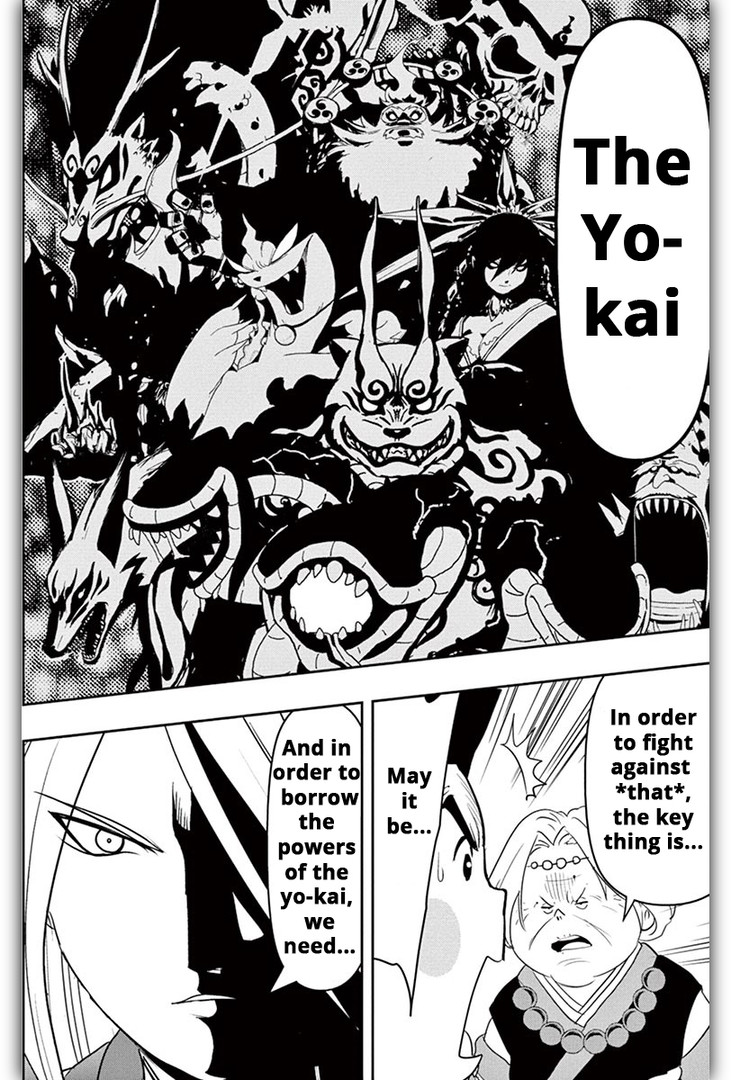 The
Yo-
kai
In order
to fight
against
*that*,
the key
thing is...
May
it
be...
And in
order to
borrow
the
powers
of the
yo-kai,
we
need...